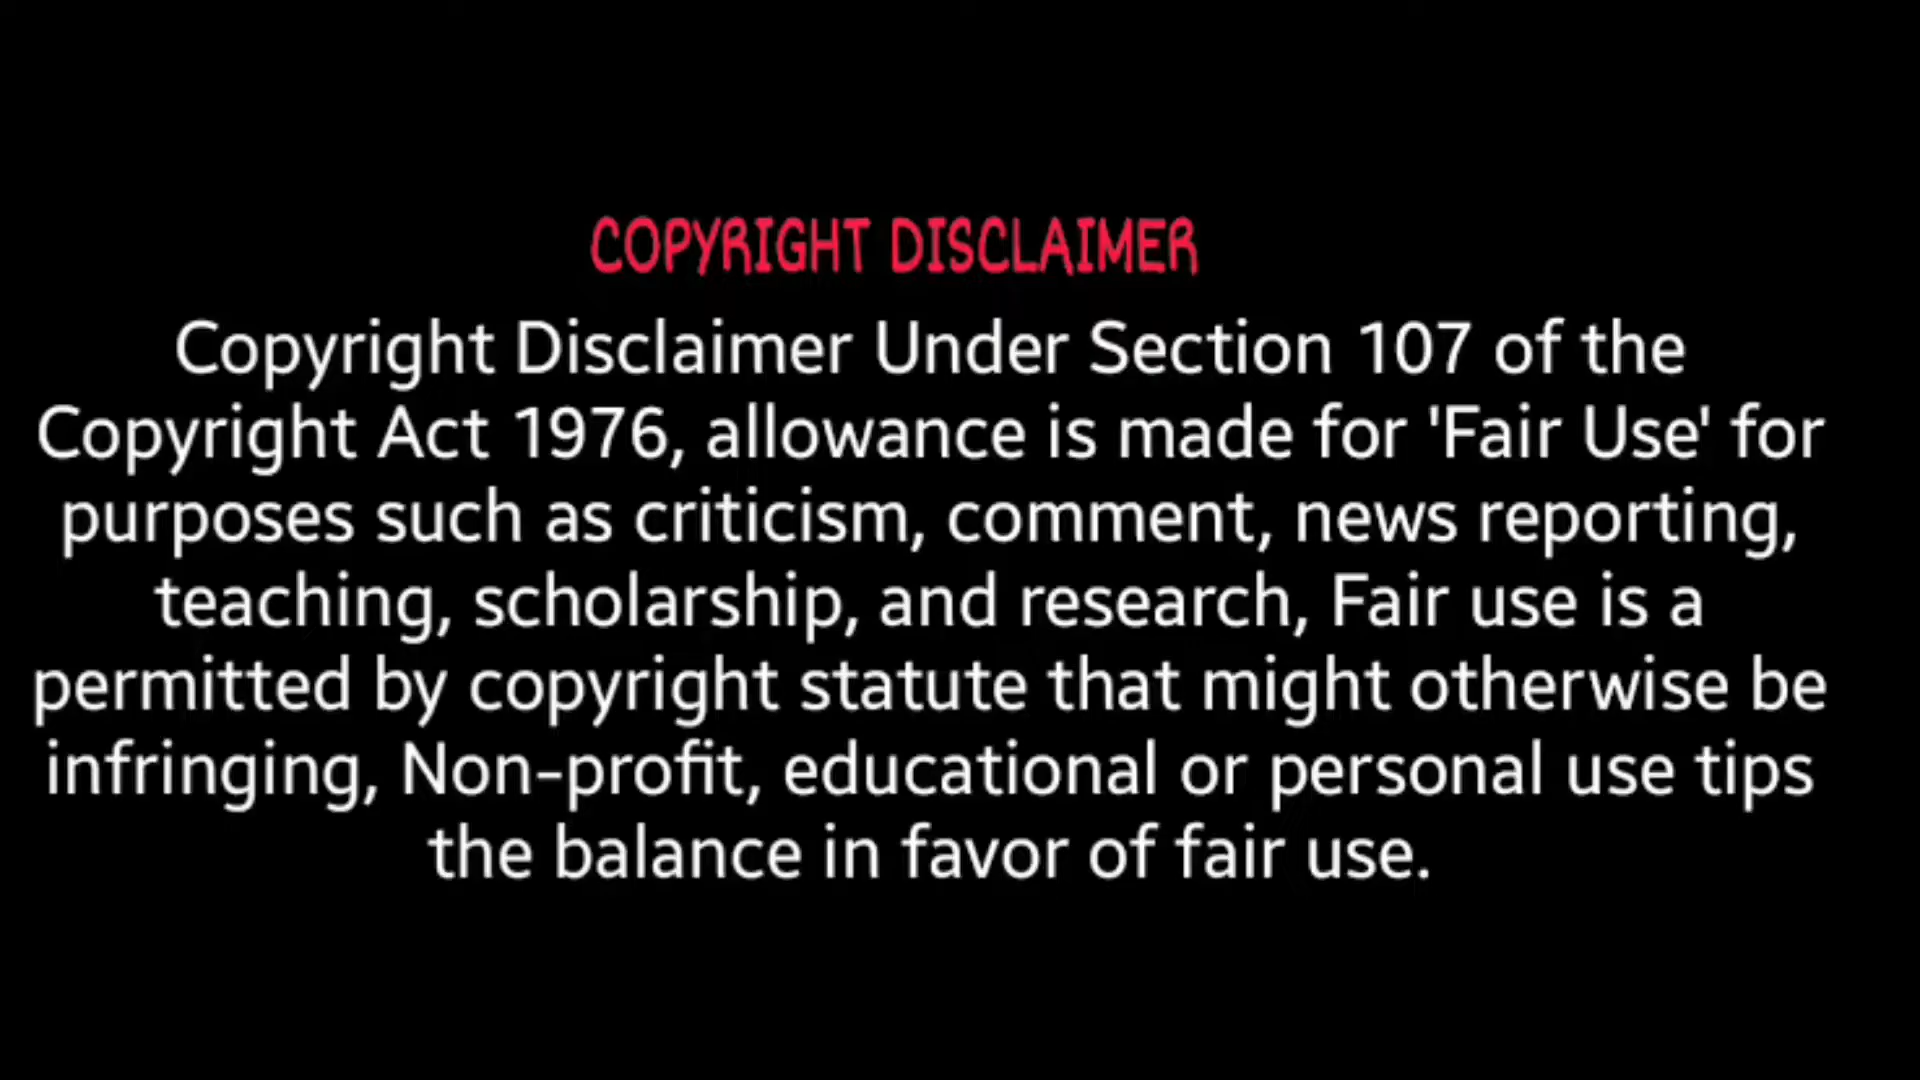 COPYRIGHT DISCLAIMER
Copyright Disclaimer Under Section 107 of the
Copyright Act 1976, allowance is made for 'Fair Use' for
purposes such as criticism, comment, news reporting,
teaching, scholarship, and research, Fair use is a
permitted by copyright statute that might otherwise be
infringing, Non-profit, educational or personal use tips
the balance in favor of fair use.